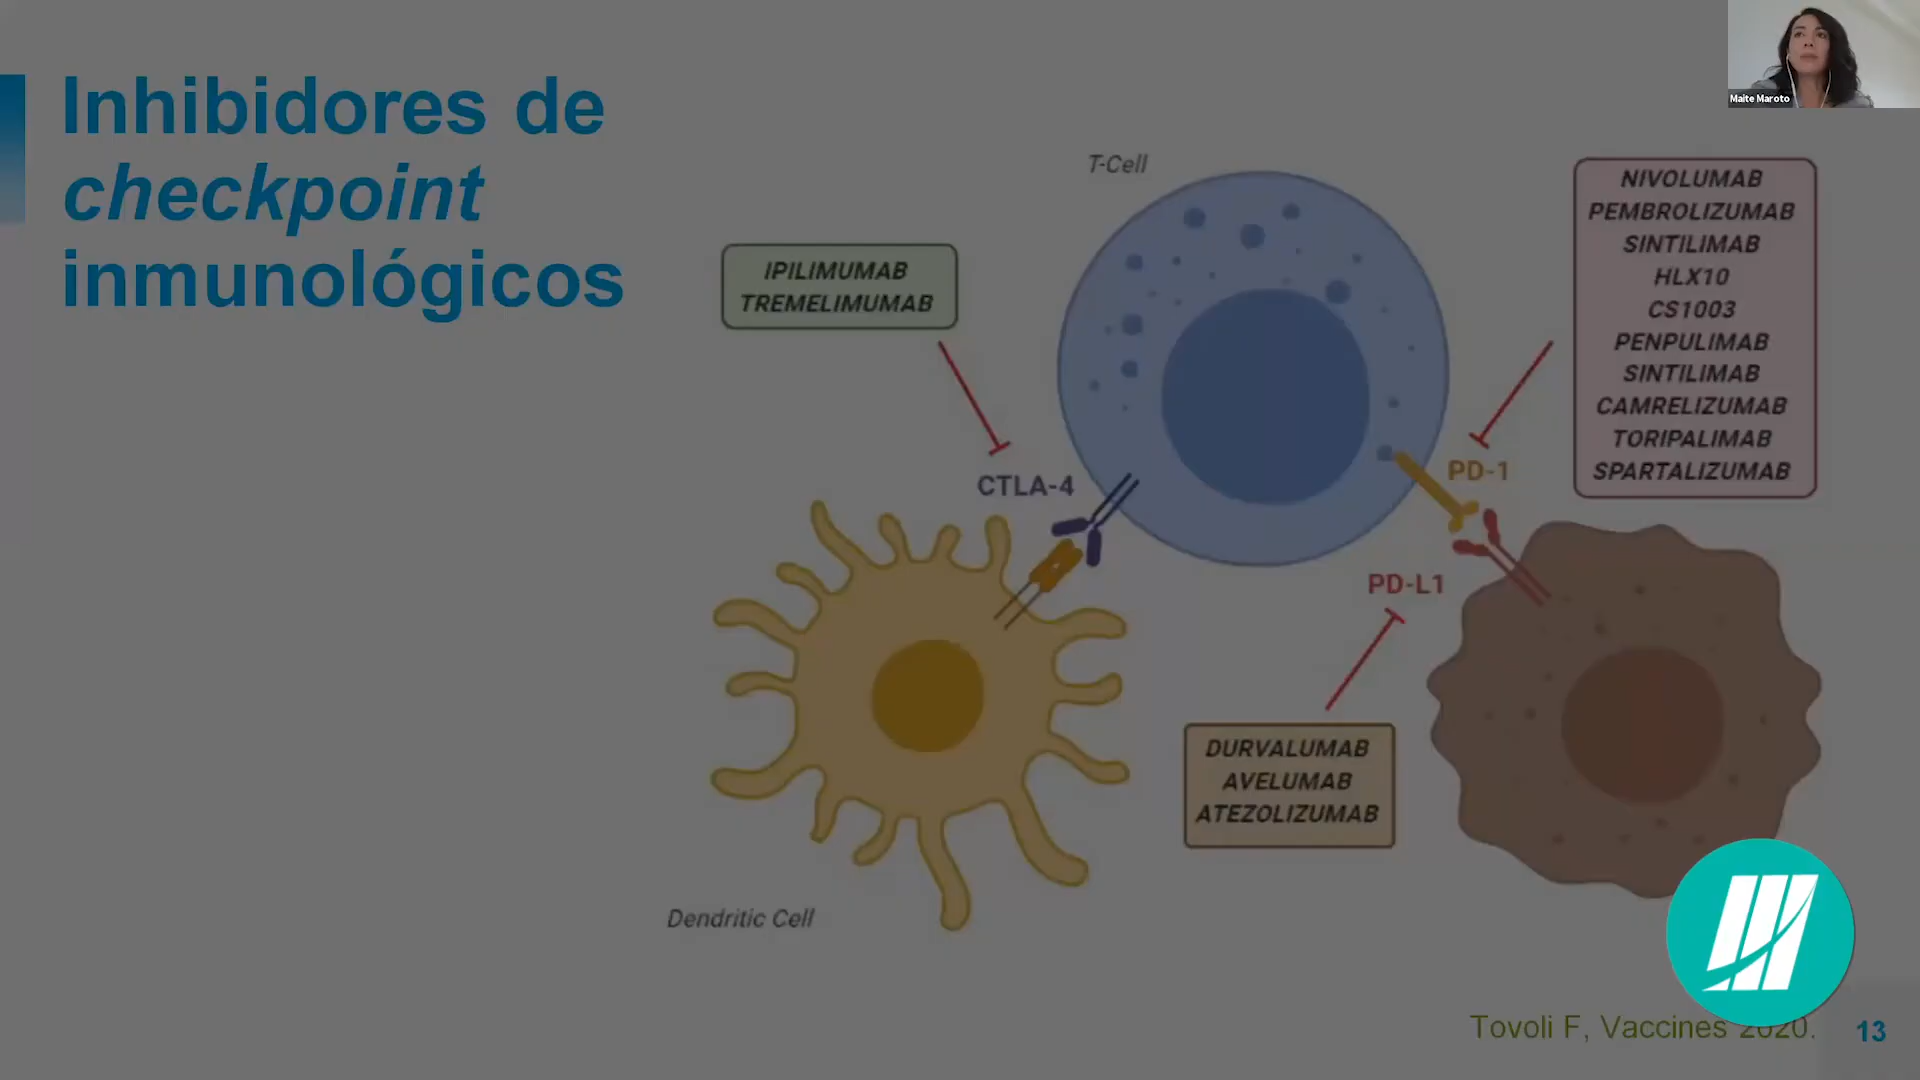 Maite Maroto
Inhibidores de
checkpoint
inmunológicos
T-Cell
IPILIMUMAB
TREMELIMUMAB
NIVOLUMAB
PEMBROLIZUMAB
SINTILIMAB
HLX10
CS1003
PENPULIMAB
SINTILIMAB
CAMRELIZUMAB
TORIPALIMAB
SPARTALIZUMAB
CTLA-4
PD-1
PD-L1
DURVALUMAB
AVELUMAB
ATEZOLIZUMAB
Dendritic Cell
Tovoli F, Vaccines 2020.
13